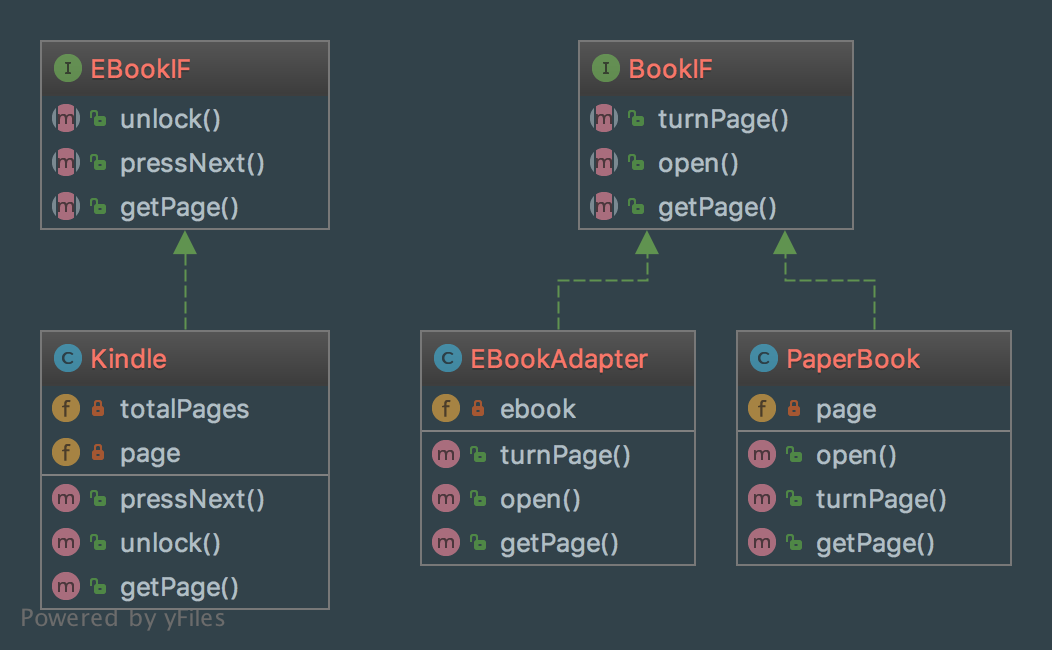 I EBookIF
m unlock()
m pressNext()
m getPage()
I BookIF
m turnPage()
m open()
m getPage()
C Kindle
f totalPages
f page
m pressNext()
m unlock()
m getPage()
C EBookAdapter
f ebook
m turnPage()
m open()
m getPage()
C PaperBook
f page
m open()
m turnPage()
m getPage()
Powered by yFiles